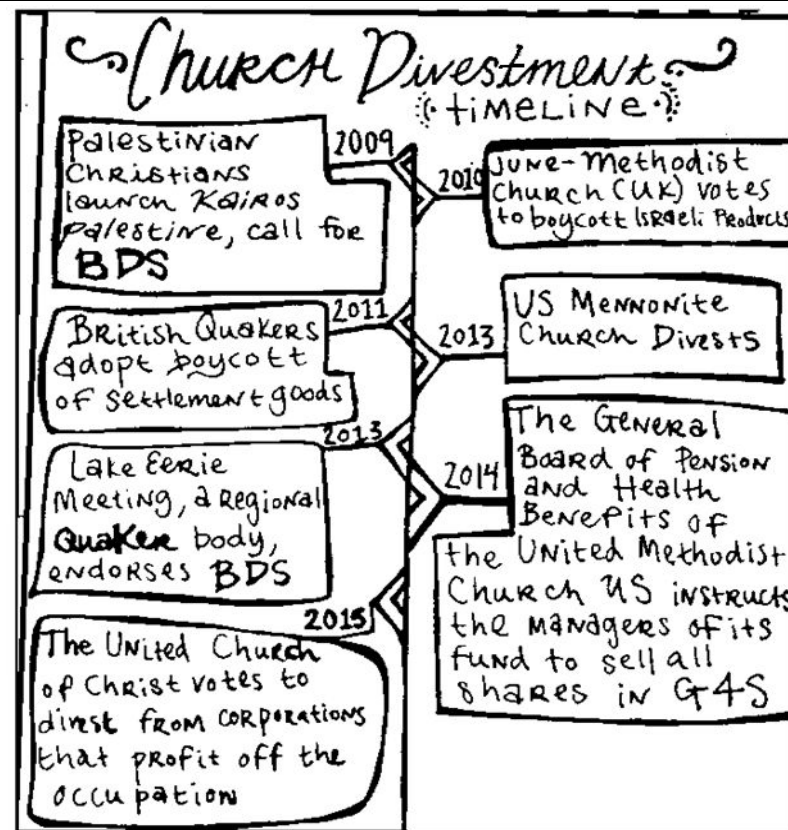 Church Divestment
timeline
2009
Palestinian
Christians
launch Kairos
Palestine, call for
BDS
2010
June-Methodist
Church (UK) votes
to boycott Israeli Products
2011
British Quakers
adopt boycott
of settlement goods
2013
US Mennonite
Church Divests
2013
Lake Eerie
Meeting, a regional
Quaker body,
endorses BDS
2014
The General
Board of Pension
and Health
Benefits of
the United Methodist
Church US instructs
the managers of its
fund to sell all
shares in G4S
2015
The United Church
of Christ votes to
divest from corporations
that profit off the
occupation